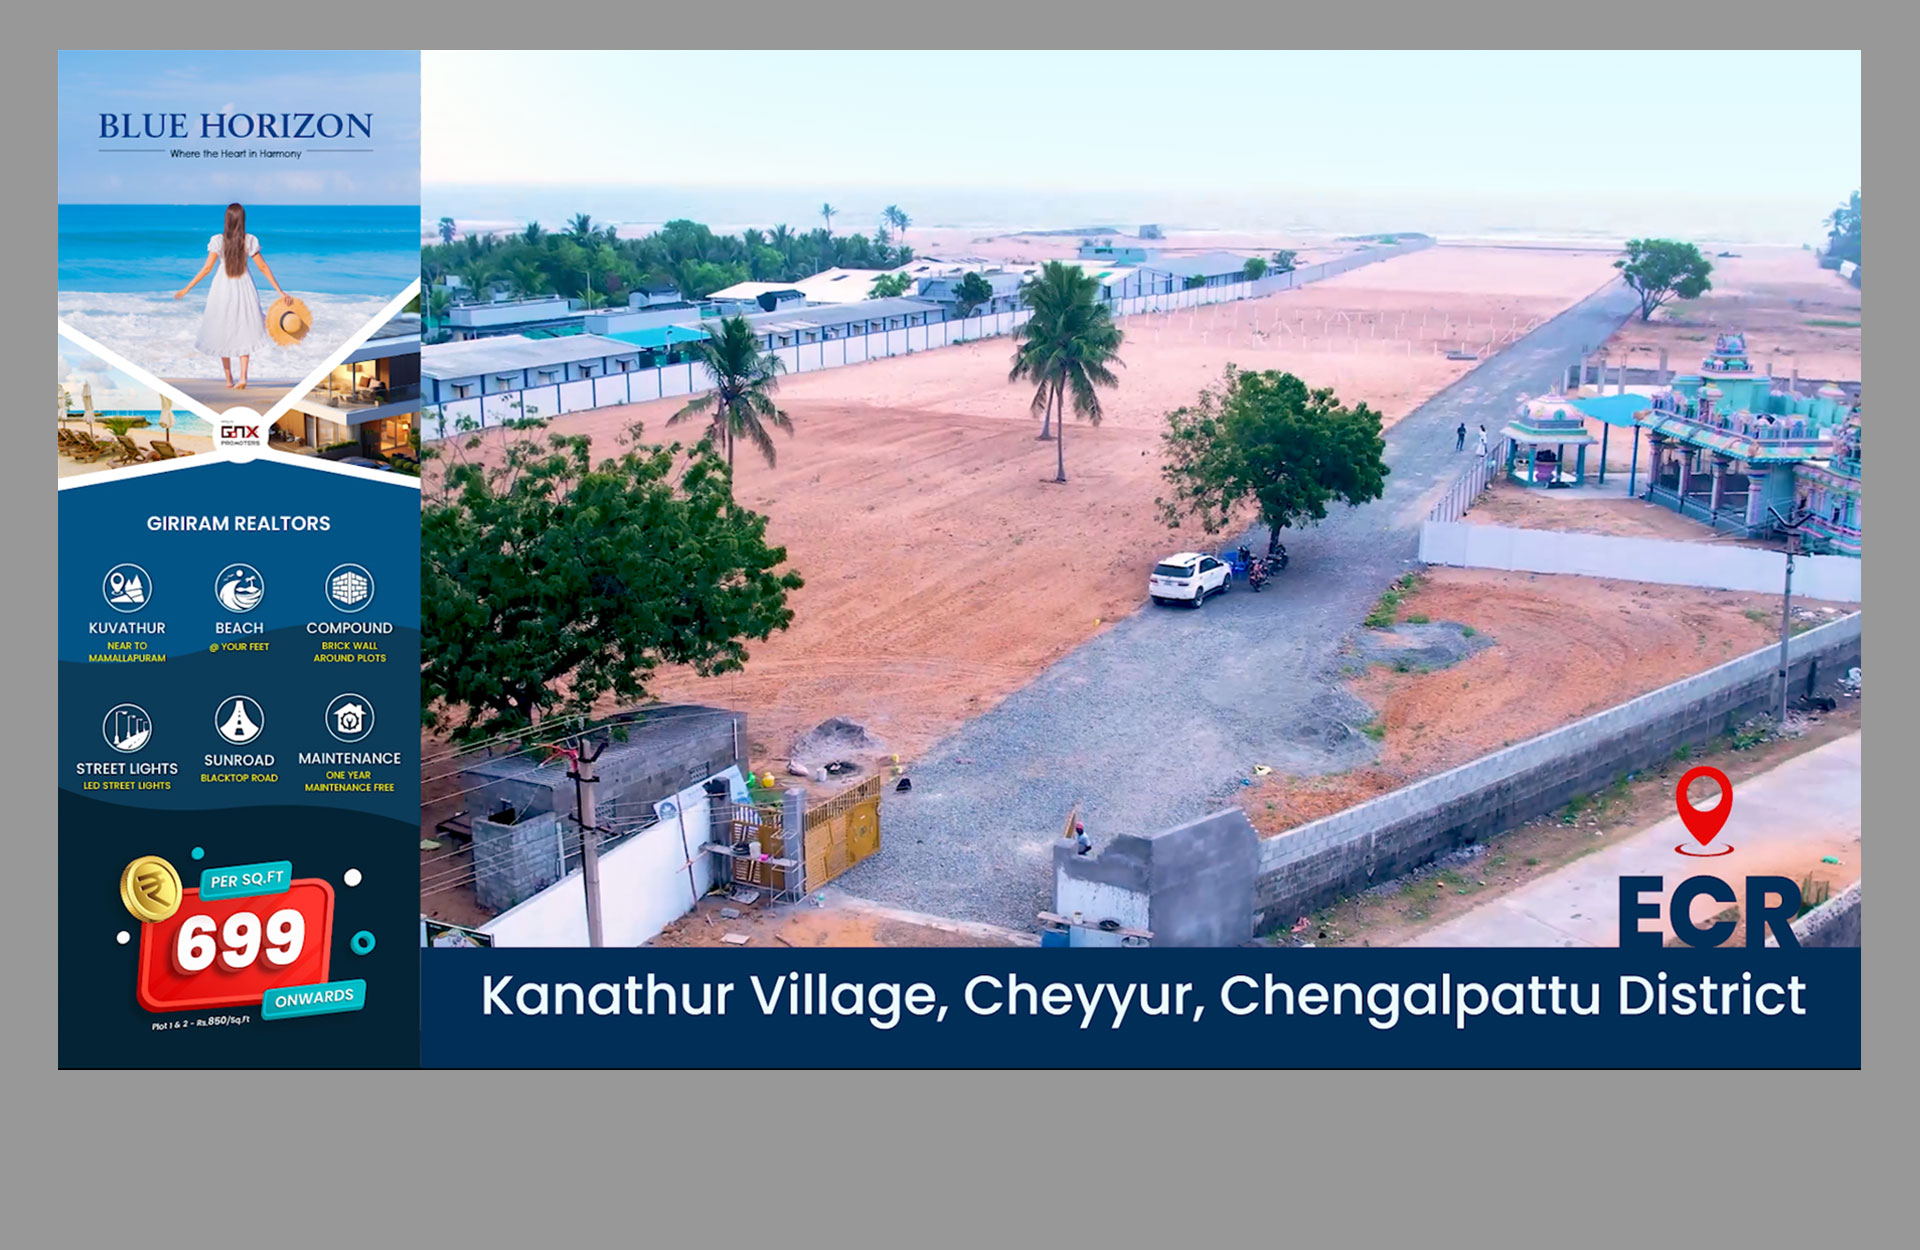 BLUE HORIZON
Where the Heart in Harmony
GNX
PROMOTERS
GIRIRAM REALTORS
KUVATHUR
NEAR TO
MAMALLAPURAM
BEACH
@ YOUR FEET
COMPOUND
BRICK WALL
AROUND PLOTS
STREET LIGHTS
LED STREET LIGHTS
SUNROAD
BLACKTOP ROAD
MAINTENANCE
ONE YEAR
MAINTENANCE FREE
PER SQ.FT
699
ONWARDS
Plot 1 & 2 - Rs.850/Sq.Ft
ECR
Kanathur Village, Cheyyur, Chengalpattu District